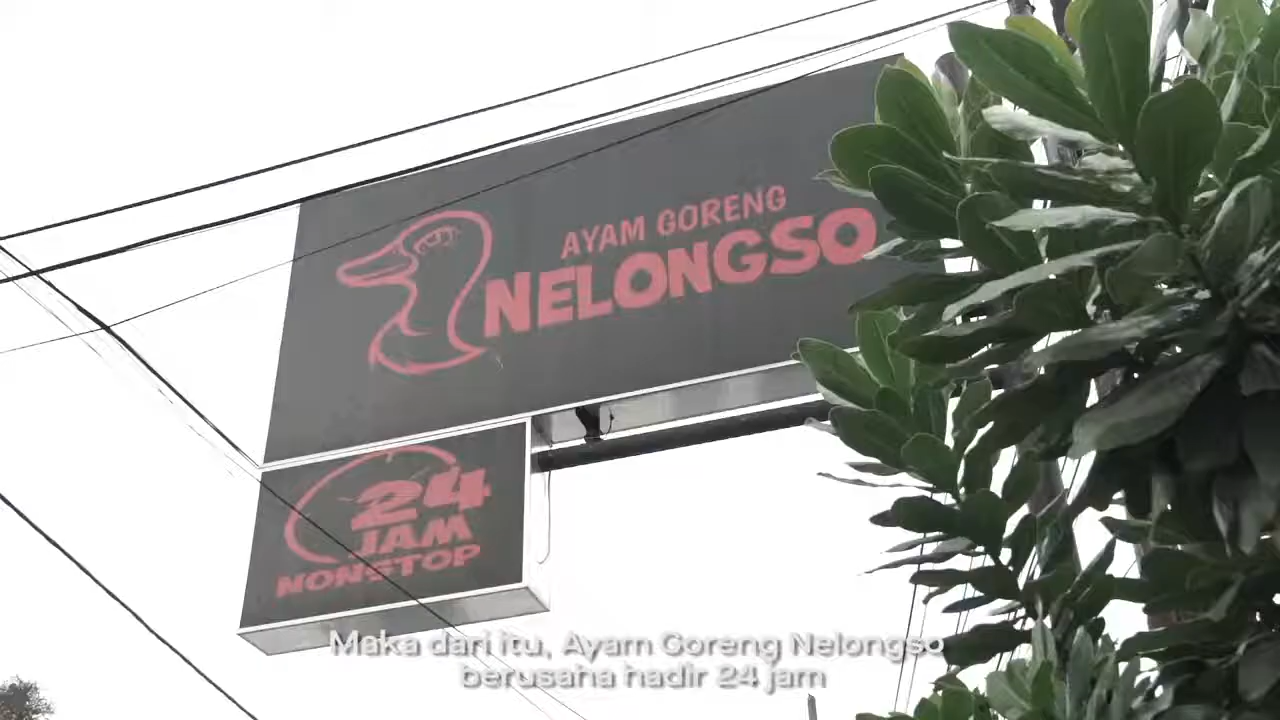 AYAM GORENG
NELONGSO
24
JAM
NONSTOP
Maka dari itu, Ayam Goreng Nelongso
berusaha hadir 24 jam